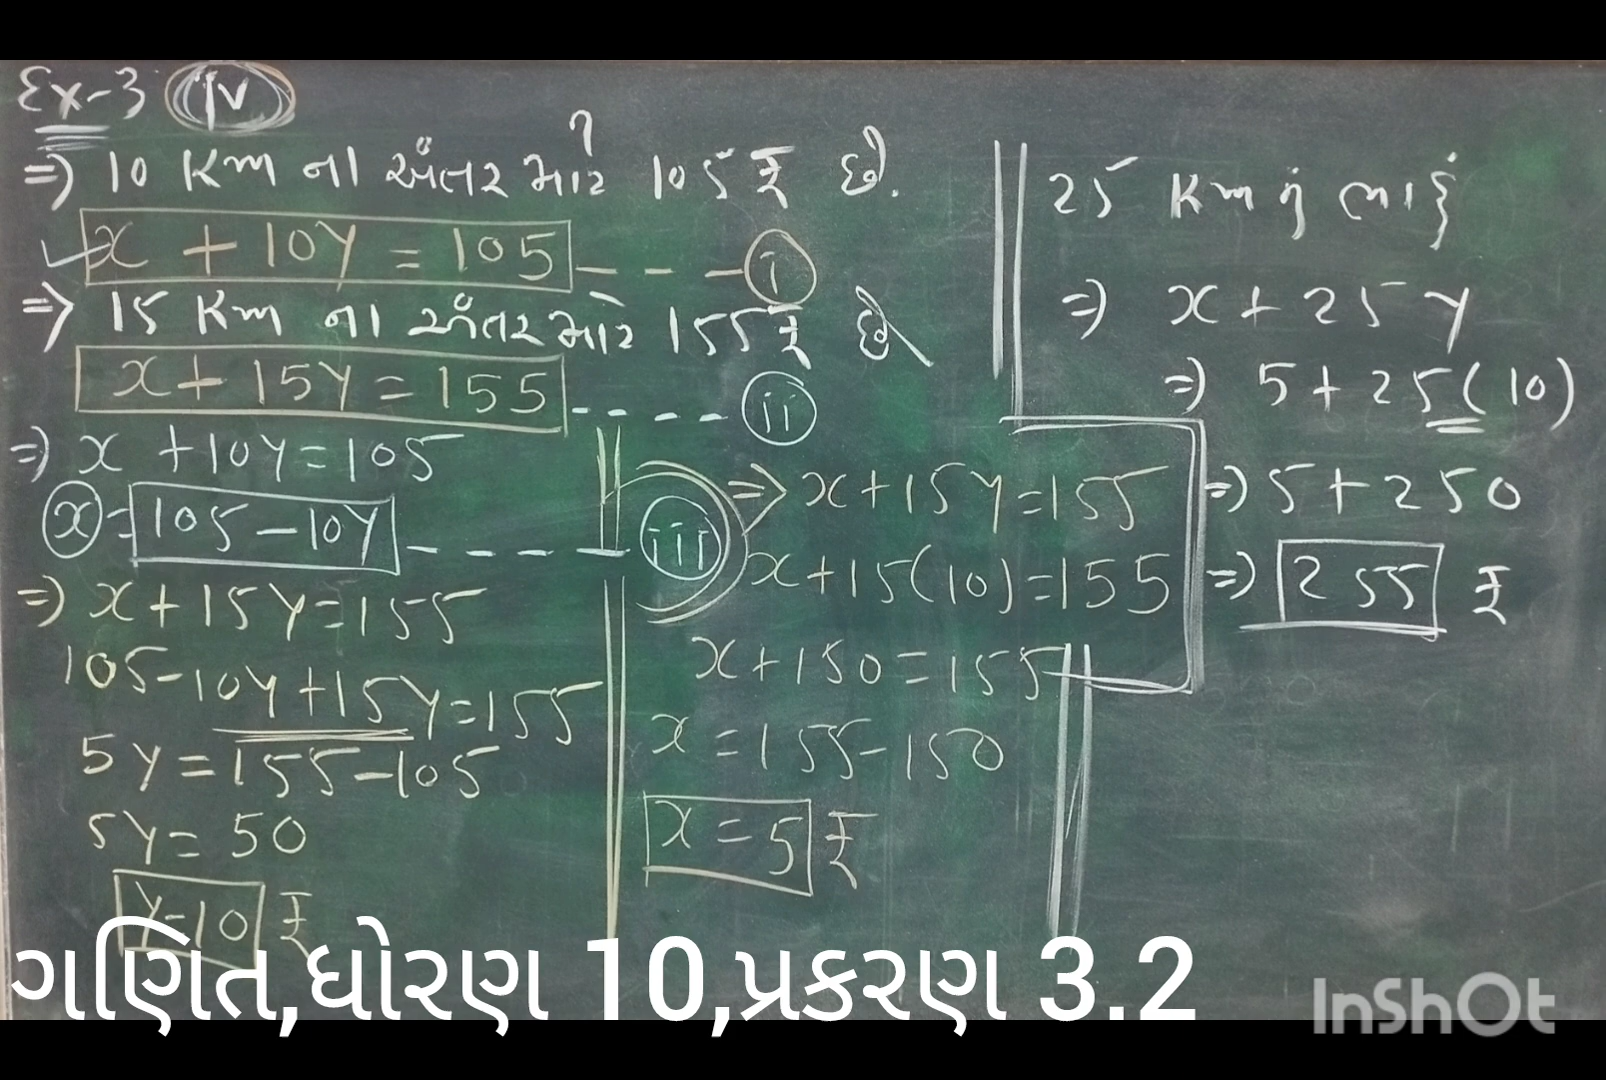 Ex-3 iv
⇒ 10 Km ના અંતર માટે 105 ₹ છે.
x + 10y = 105 ---- i
⇒ 15 Km ના અંતર માટે 155 ₹ છે
x + 15y = 155 ---- ii
⇒ x + 10y = 105
x = 105 - 10y ---- iii
⇒ x + 15y = 155
105 - 10y + 15y = 155
5y = 155 - 105
5y = 50
y = 10 ₹
⇒ x + 15y = 155
x + 15(10) = 155
x + 150 = 155
x = 155 - 150
x = 5 ₹
25 Km નું ભાડું
⇒ x + 25y
⇒ 5 + 25(10)
⇒ 5 + 250
⇒ 255 ₹
ગણિત,ધોરણ 10,પ્રકરણ 3.2
InShOt